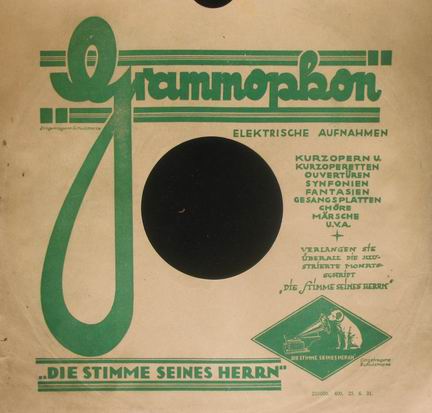 "Grammophon"
Eingetragene Schutzmarke
ELEKTRISCHE AUFNAHMEN
KURZOPERN U.
KURZOPERETTEN
OUVERTÜREN
SYNFONIEN
FANTASIEN
GESANGSPLATTEN
CHÖRE
MÄRSCHE
U.V.A.
VERLANGEN SIE
ÜBERALL DIE ILLU-
STRIERTE MONATS-
SCHRIFT
„DIE STIMME SEINES HERRN"
DIE STIMME SEINES HERRN
Eingetragene
Schutzmarke
„DIE STIMME SEINES HERRN"